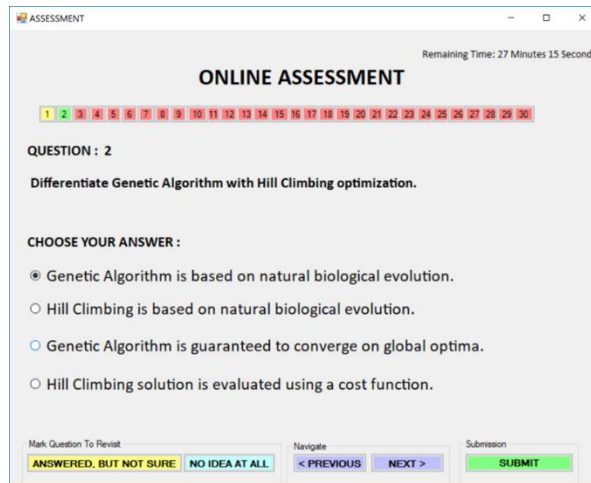 ASSESSMENT
Remaining Time: 27 Minutes 15 Second
ONLINE ASSESSMENT
1 2 3 4 5 6 7 8 9 10 11 12 13 14 15 16 17 18 19 20 21 22 23 24 25 26 27 28 29 30
QUESTION : 2
Differentiate Genetic Algorithm with Hill Climbing optimization.
CHOOSE YOUR ANSWER :
Genetic Algorithm is based on natural biological evolution.
Hill Climbing is based on natural biological evolution.
Genetic Algorithm is guaranteed to converge on global optima.
Hill Climbing solution is evaluated using a cost function.
Mark Question To Revisit
ANSWERED, BUT NOT SURE NO IDEA AT ALL
Navigate
< PREVIOUS NEXT >
Submission
SUBMIT